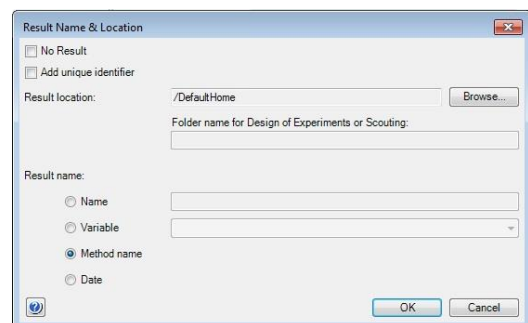 Result Name & Location
No Result
Add unique identifier
Result location:
/DefaultHome
Browse...
Folder name for Design of Experiments or Scouting:
Result name:
Name
Variable
Method name
Date
OK
Cancel